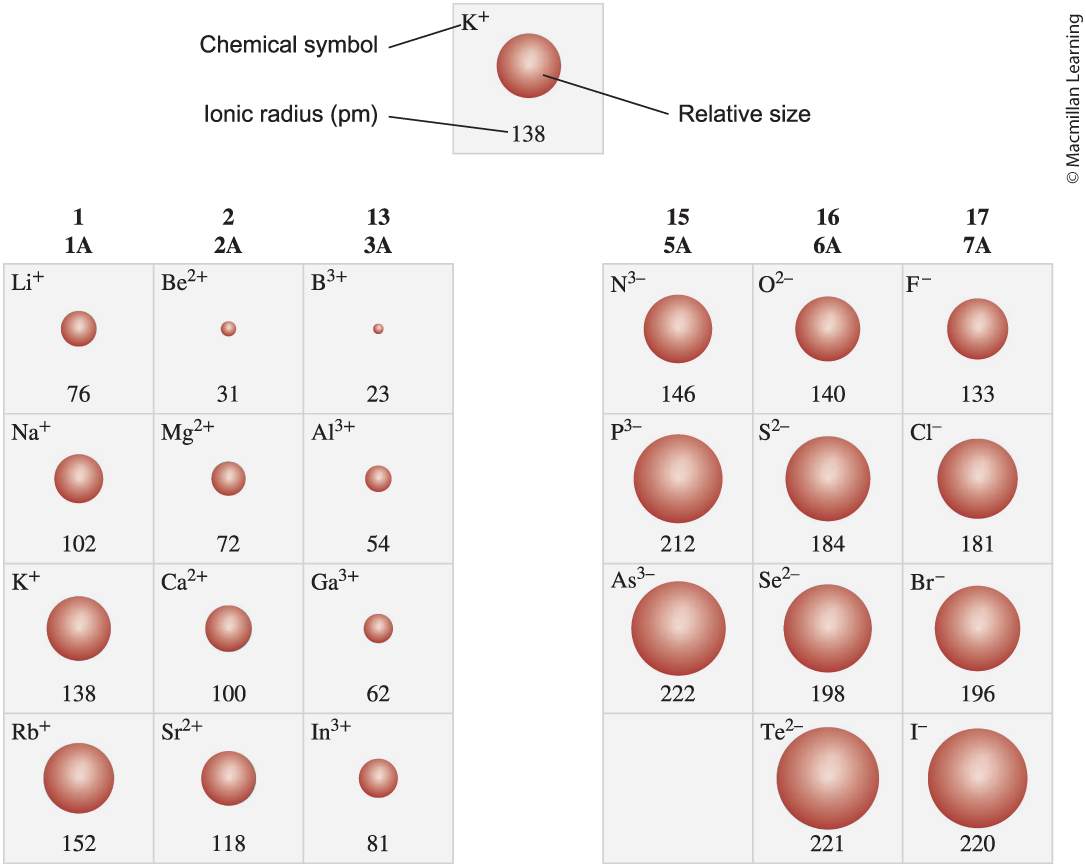 K⁺
Chemical symbol
Ionic radius (pm)
Relative size
138
© Macmillan Learning
1 2 13 15 16 17
1A 2A 3A 5A 6A 7A
Li⁺ Be²⁺ B³⁺ N³⁻ O²⁻ F⁻
76 31 23 146 140 133
Na⁺ Mg²⁺ Al³⁺ P³⁻ S²⁻ Cl⁻
102 72 54 212 184 181
K⁺ Ca²⁺ Ga³⁺ As³⁻ Se²⁻ Br⁻
138 100 62 222 198 196
Rb⁺ Sr²⁺ In³⁺ Te²⁻ I⁻
152 118 81 221 220